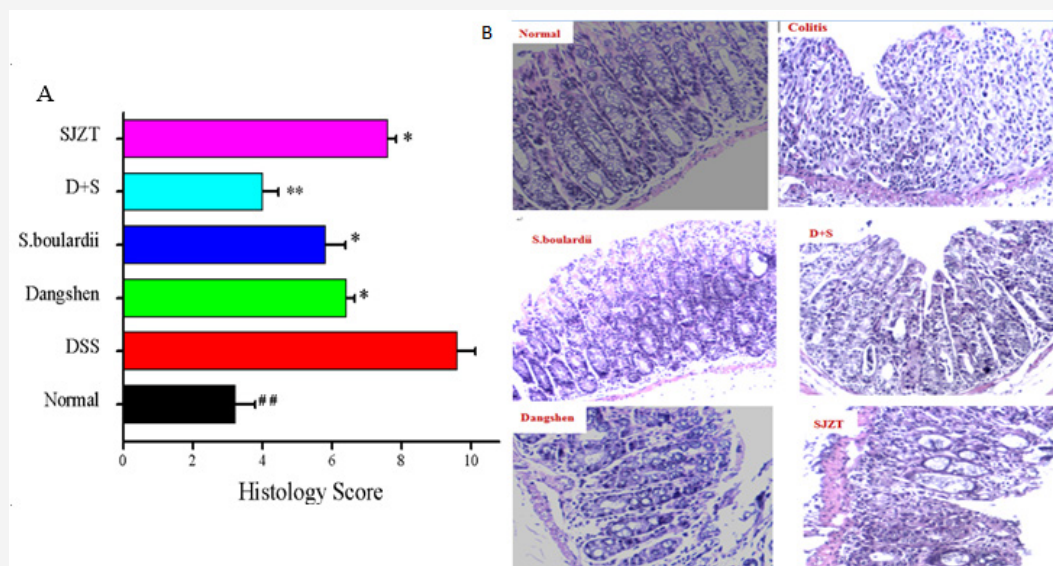 A
SJZT
*
D+S
**
S.boulardii
*
Dangshen
*
DSS
Normal
##
0 2 4 6 8 10
Histology Score
B
Normal
Colitis
S.boulardii
D+S
Dangshen
SJZT